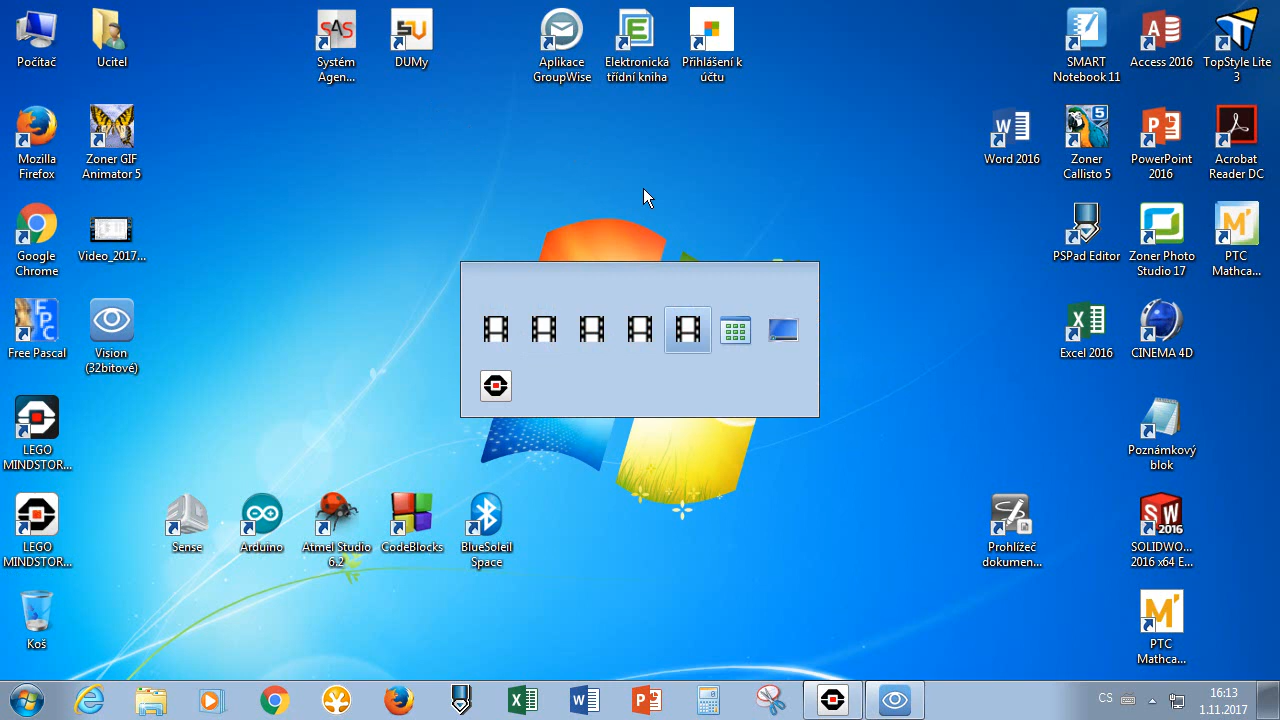 Počítač
Ucitel
Systém
Agen...
DUMy
Aplikace
GroupWise
Elektronická
třídní kniha
Přihlášení k
účtu
SMART
Notebook 11
Access 2016
TopStyle Lite
3
Mozilla
Firefox
Zoner GIF
Animator 5
Word 2016
Zoner
Callisto 5
PowerPoint
2016
Acrobat
Reader DC
Google
Chrome
Video_2017...
PSPad Editor
Zoner Photo
Studio 17
PTC
Mathca...
Free Pascal
Vision
(32bitové)
Excel 2016
CINEMA 4D
LEGO
MINDSTOR...
Poznámkový
blok
LEGO
MINDSTOR...
Sense
Arduino
Atmel Studio
6.2
CodeBlocks
BlueSoleil
Space
Prohlížeč
dokumen...
SOLIDWO...
2016 x64 E...
Koš
PTC
Mathca...
CS
16:13
1.11.2017